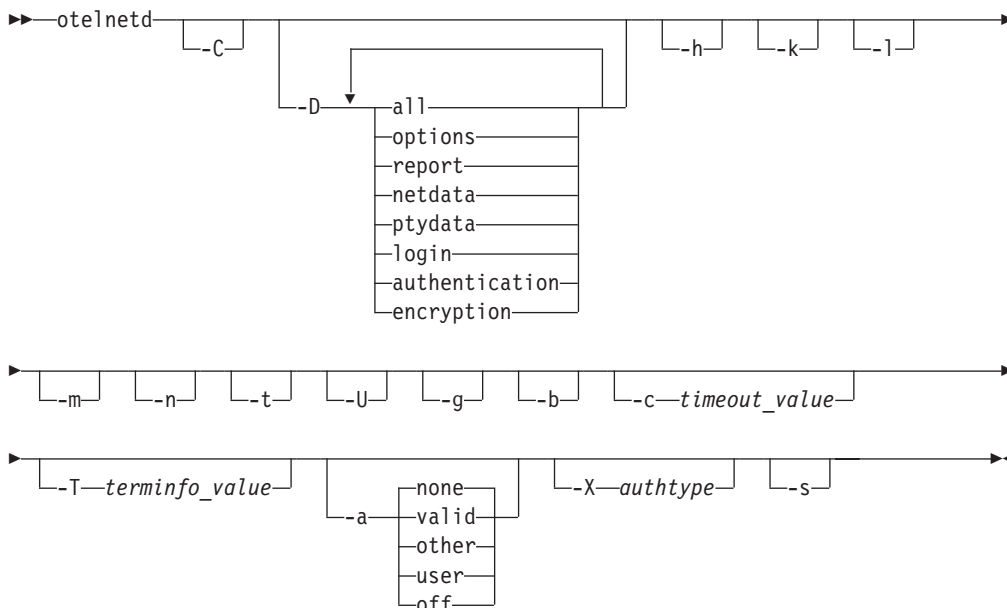 otelnetd -C -D all -h -k -l
options
report
netdata
ptydata
login
authentication
encryption
-m -n -t -U -g -b -c timeout_value
-T terminfo_value -a none -X authtype -s
valid
other
user
off